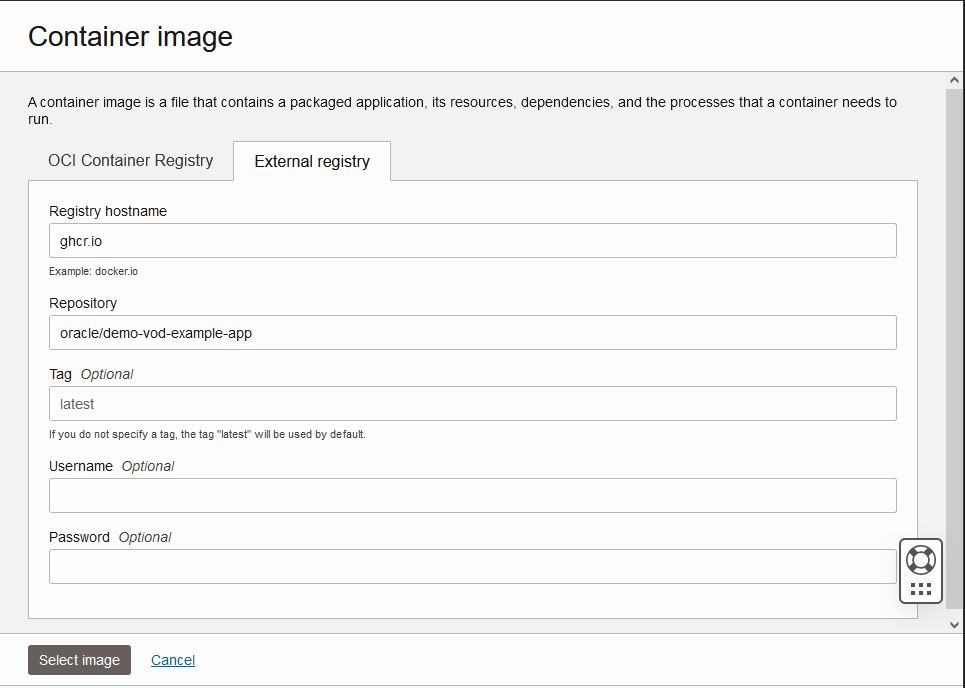 Container image
A container image is a file that contains a packaged application, its resources, dependencies, and the processes that a container needs to
run.
OCI Container Registry
External registry
Registry hostname
ghcr.io
Example: docker.io
Repository
oracle/demo-vod-example-app
Tag Optional
latest
If you do not specify a tag, the tag "latest" will be used by default.
Username Optional
Password Optional
Select image
Cancel